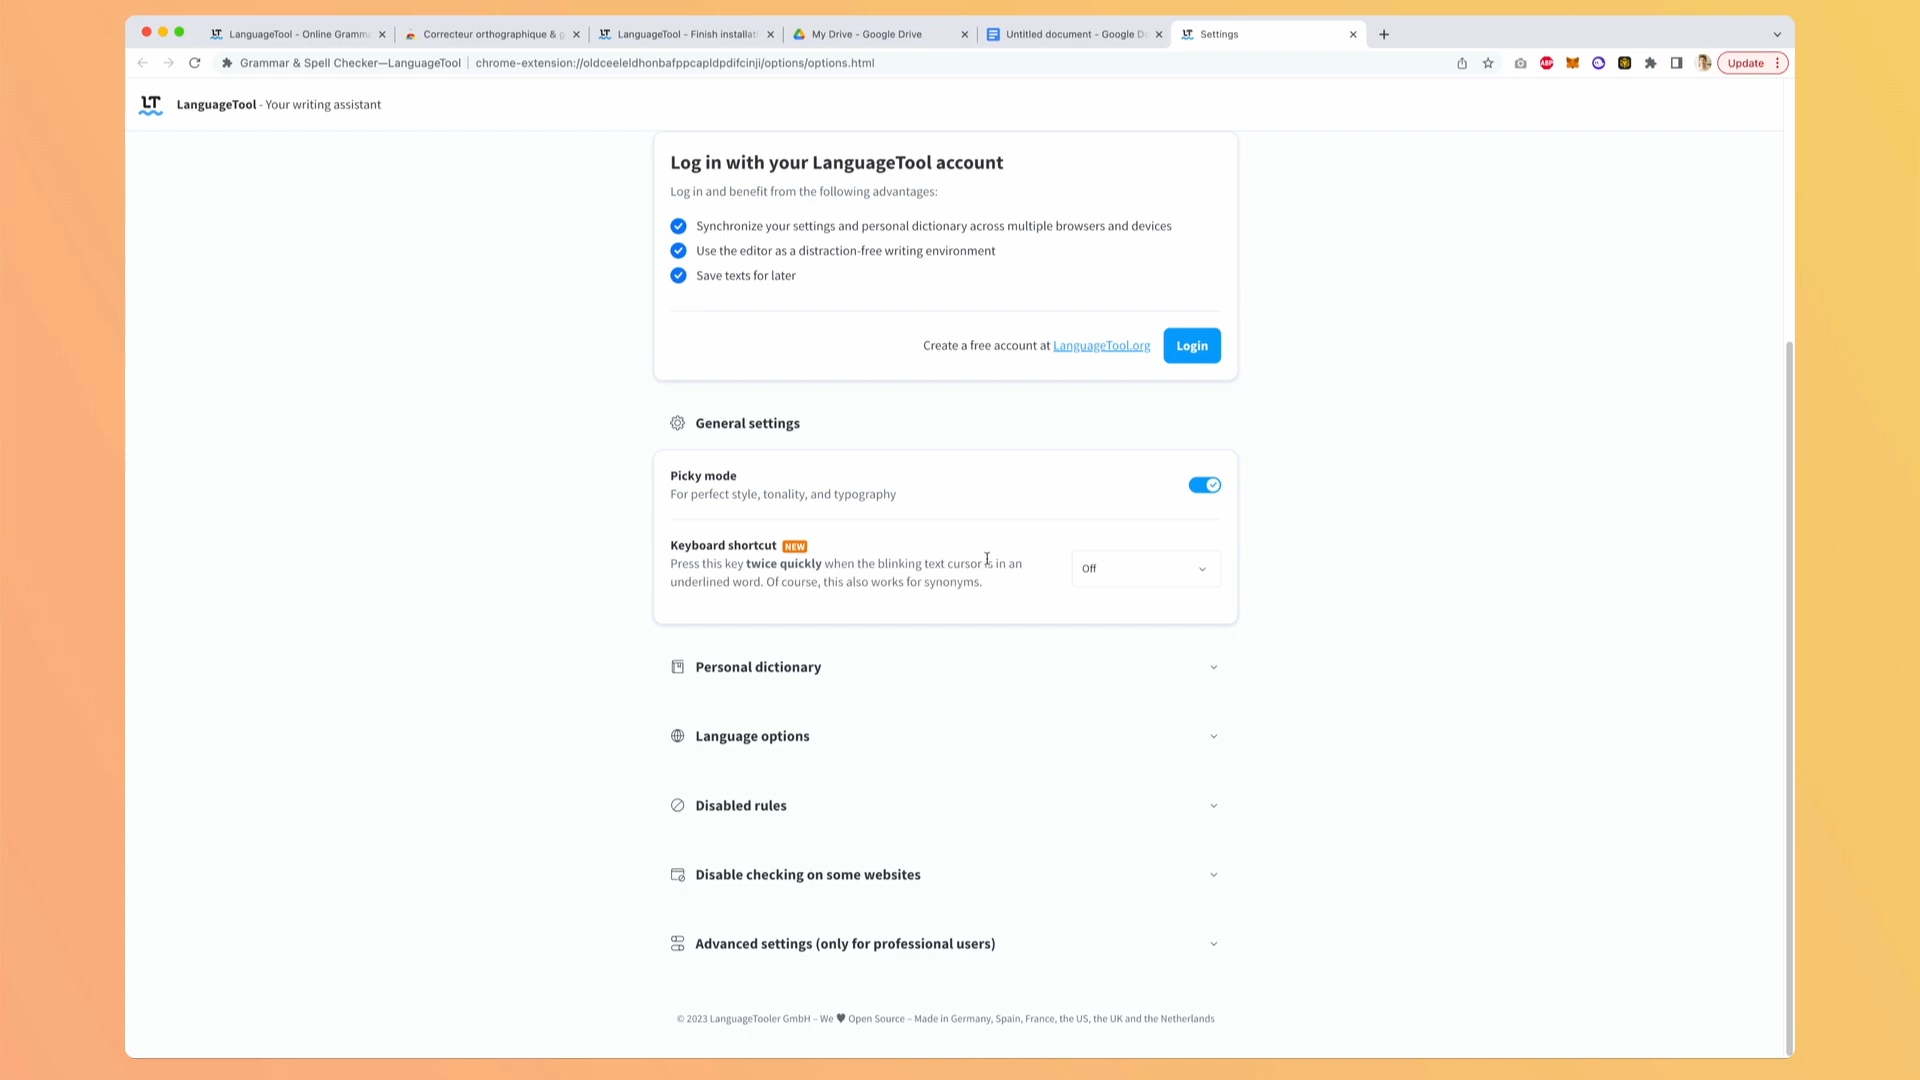 LanguageTool - Online Gramm
Correcteur orthographique & g
LanguageTool - Finish installat
My Drive - Google Drive
Untitled document - Google D
Settings
Grammar & Spell Checker—LanguageTool
chrome-extension://oldceeleldhonbafppcapldpdifcinji/options/options.html
ABP
Update
LT
LanguageTool - Your writing assistant
Log in with your LanguageTool account
Log in and benefit from the following advantages:
Synchronize your settings and personal dictionary across multiple browsers and devices
Use the editor as a distraction-free writing environment
Save texts for later
Create a free account at LanguageTool.org
Login
General settings
Picky mode
For perfect style, tonality, and typography
Keyboard shortcut NEW
Press this key twice quickly when the blinking text cursor is in an
underlined word. Of course, this also works for synonyms.
Off
Personal dictionary
Language options
Disabled rules
Disable checking on some websites
Advanced settings (only for professional users)
© 2023 LanguageTooler GmbH – We ♥ Open Source – Made in Germany, Spain, France, the US, the UK and the Netherlands